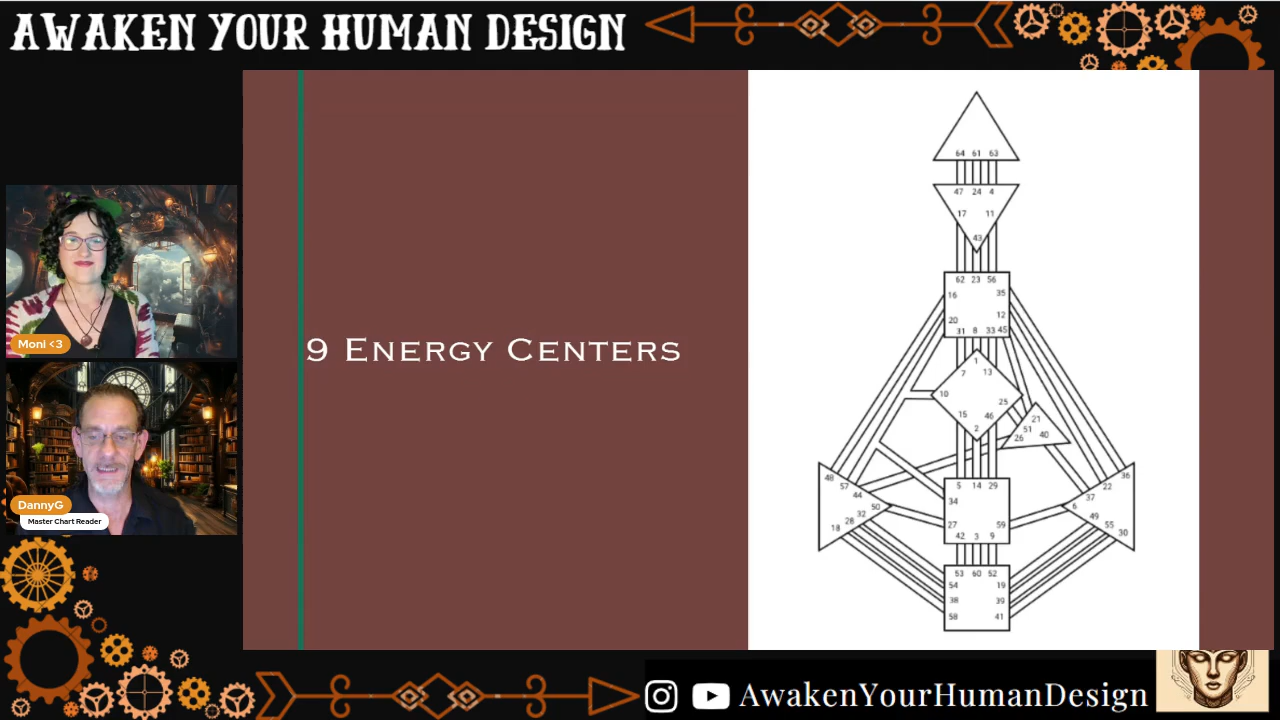 AWAKEN YOUR HUMAN DESIGN
Moni <3
DannyG
Master Chart Reader
9 ENERGY CENTERS
64 61 63
47 24 4
17 11
43
62 23 56
16 35
20 12
31 8 33 45
1
7 13
10 25
15 46
2
21
51
26 40
48
57
44
50
32
28
18
36
22
37
6
49
55
30
5 14 29
34
27 59
42 3 9
53 60 52
54 19
38 39
58 41
AwakenYourHumanDesign